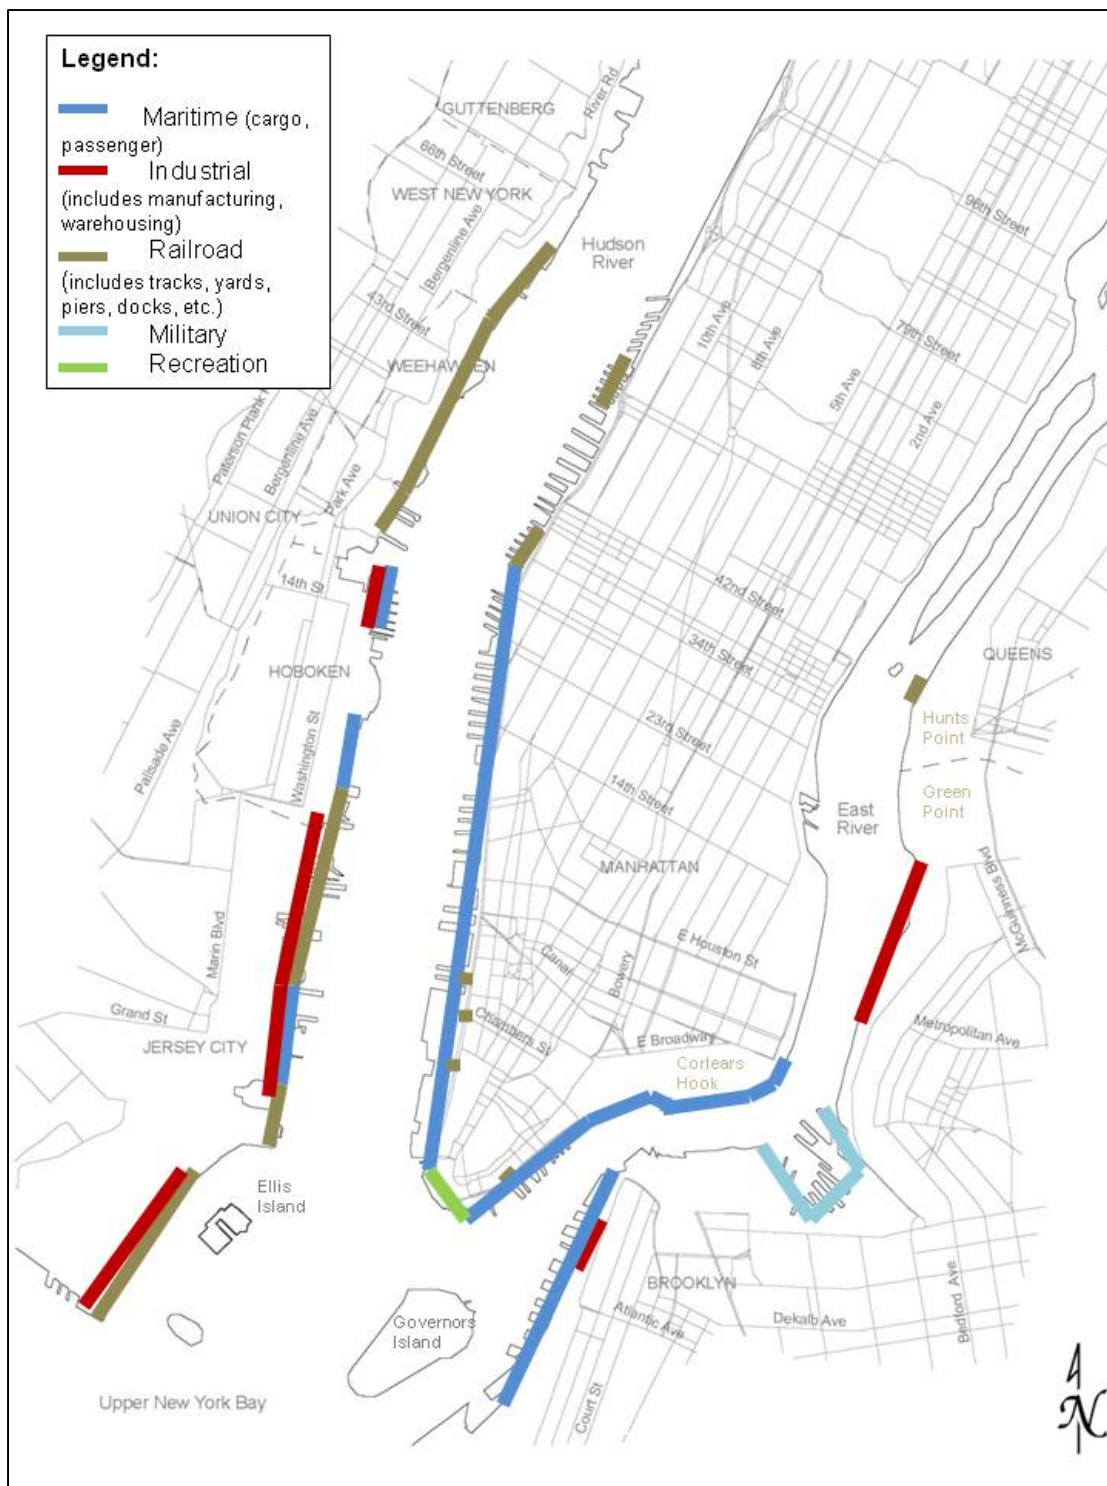 Legend:
Maritime (cargo,
passenger)
Industrial
(includes manufacturing,
warehousing)
Railroad
(includes tracks, yards,
piers, docks, etc.)
Military
Recreation
GUTTENBERG
River Rd
66th Street
WEST NEW YORK
Bergenline Ave
Hudson
River
96th Street
43rd Street
WEEHAWKEN
10th Ave
8th Ave
79th Street
5th Ave
2nd Ave
Paterson Plank
Bergenline Ave
Park Ave
UNION CITY
14th St
42nd Street
34th Street
HOBOKEN
QUEENS
Palisade Ave
Washington St
23rd Street
Hunts
Point
14th Street
Green
Point
East
River
MANHATTAN
McGuinness Blvd
Marin Blvd
Canal
Bowery
E Houston St
Grand St
Chambers St
E Broadway
Metropolitan Ave
JERSEY CITY
Corlears
Hook
Ellis
Island
BROOKLYN
Bedford Ave
Governors
Island
Atlantic Ave
Dekalb Ave
Court St
Upper New York Bay
N